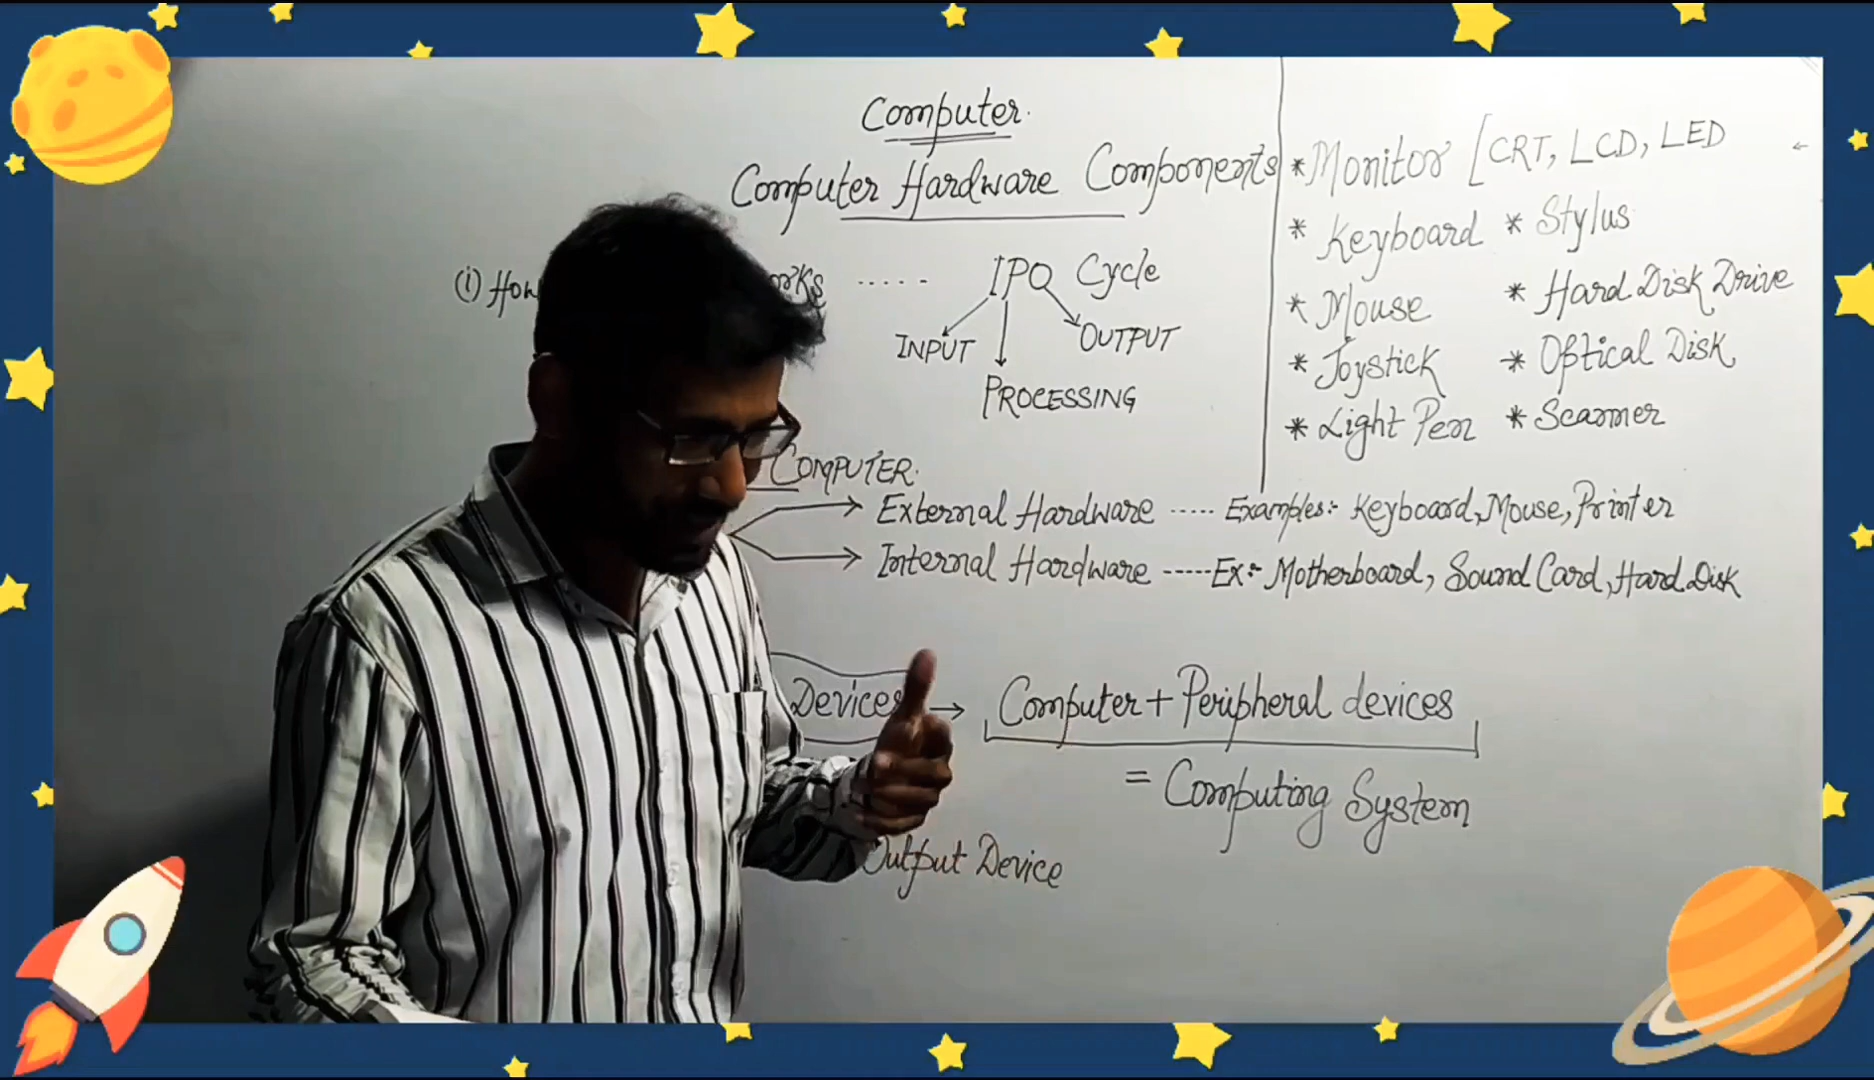 Computer.
Computer Hardware Components
(i) How ..... IPO Cycle
INPUT
OUTPUT
PROCESSING
COMPUTER.
External Hardware ..... Examples:- Keyboard, Mouse, Printer
Internal Hardware ----- Ex:- Motherboard, Sound Card, Hard Disk
Devices → Computer + Peripheral devices
= Computing System
Output Device
* Monitor [CRT, LCD, LED
* Keyboard * Stylus
* Mouse * Hard Disk Drive
* Joystick * Optical Disk
* Light Pen * Scanner